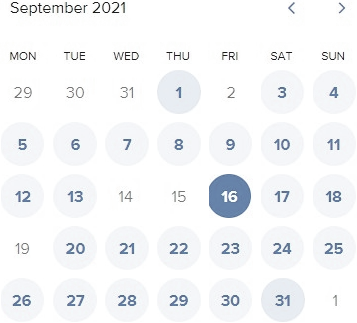 September 2021
MON TUE WED THU FRI SAT SUN
29 30 31 1 2 3 4
5 6 7 8 9 10 11
12 13 14 15 16 17 18
19 20 21 22 23 24 25
26 27 28 29 30 31 1